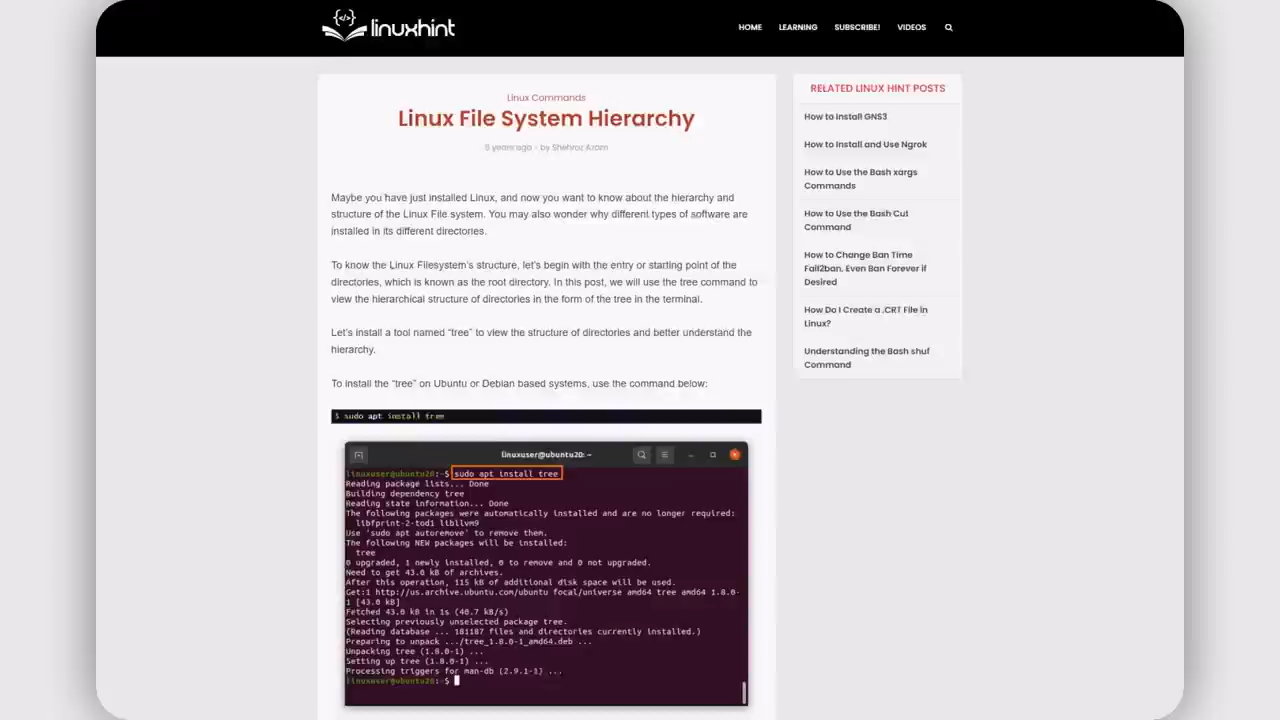 linuxhint
HOME LEARNING SUBSCRIBE! VIDEOS
Linux Commands
Linux File System Hierarchy
5 years ago • by Shehroz Azam
Maybe you have just installed Linux, and now you want to know about the hierarchy and
structure of the Linux File system. You may also wonder why different types of software are
installed in its different directories.
To know the Linux Filesystem's structure, let's begin with the entry or starting point of the
directories, which is known as the root directory. In this post, we will use the tree command to
view the hierarchical structure of directories in the form of the tree in the terminal.
Let's install a tool named “tree” to view the structure of directories and better understand the
hierarchy.
To install the “tree” on Ubuntu or Debian based systems, use the command below:
$ sudo apt install tree
linuxuser@ubuntu20: ~
linuxuser@ubuntu20:~$ sudo apt install tree
Reading package lists... Done
Building dependency tree
Reading state information... Done
The following packages were automatically installed and are no longer required:
libfprint-2-tod1 libllvm9
Use 'sudo apt autoremove' to remove them.
The following NEW packages will be installed:
tree
0 upgraded, 1 newly installed, 0 to remove and 0 not upgraded.
Need to get 43.0 kB of archives.
After this operation, 115 kB of additional disk space will be used.
Get:1 http://us.archive.ubuntu.com/ubuntu focal/universe amd64 tree amd64 1.8.0-
1 [43.0 kB]
Fetched 43.0 kB in 1s (40.7 kB/s)
Selecting previously unselected package tree.
(Reading database ... 181187 files and directories currently installed.)
Preparing to unpack .../tree_1.8.0-1_amd64.deb ...
Unpacking tree (1.8.0-1) ...
Setting up tree (1.8.0-1) ...
Processing triggers for man-db (2.9.1-1) ...
linuxuser@ubuntu20:~$
RELATED LINUX HINT POSTS
How to Install GNS3
How to Install and Use Ngrok
How to Use the Bash xargs
Commands
How to Use the Bash Cut
Command
How to Change Ban Time
Fail2ban, Even Ban Forever if
Desired
How Do I Create a .CRT File in
Linux?
Understanding the Bash shuf
Command